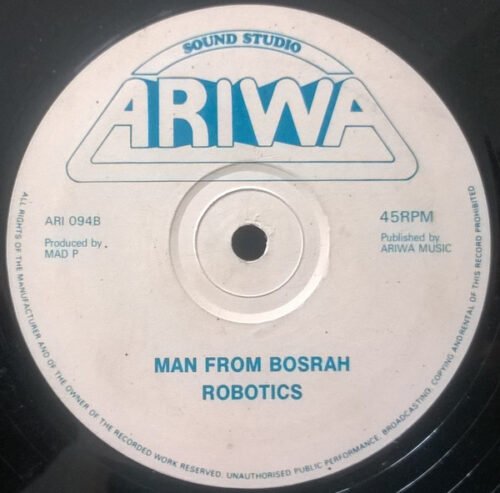 SOUND STUDIO
ARIWA
ARI 094B
Produced by
MAD P
45RPM
Published by
ARIWA MUSIC
MAN FROM BOSRAH
ROBOTICS
ALL RIGHTS OF THE MANUFACTURER AND OF THE OWNER OF THE RECORDED WORK RESERVED. UNAUTHORISED PUBLIC PERFORMANCE, BROADCASTING, COPYING AND RENTAL OF THIS RECORD PROHIBITED